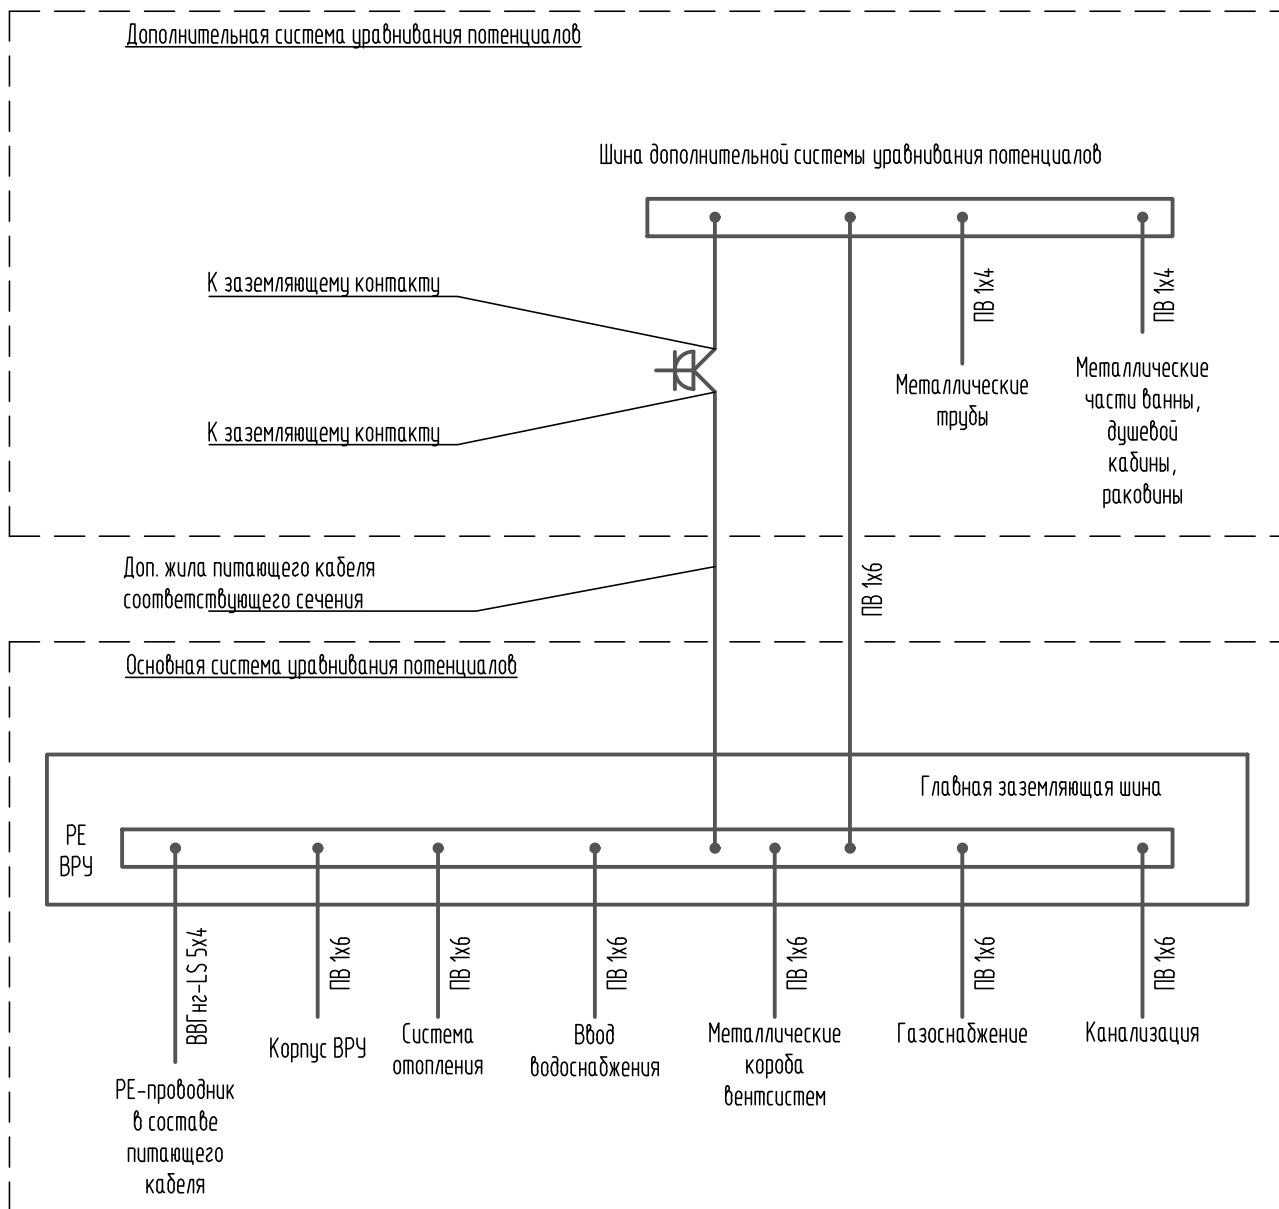 Дополнительная система уравнивания потенциалов
Шина дополнительной системы уравнивания потенциалов
К заземляющему контакту
ПВ 1х4
ПВ 1х4
Металлические
трубы
Металлические
части ванны,
душевой
кабины,
раковины
К заземляющему контакту
Доп. жила питающего кабеля
соответствующего сечения
ПВ 1х6
Основная система уравнивания потенциалов
Главная заземляющая шина
РЕ
ВРУ
ВВГнг-LS 5х4
ПВ 1х6
ПВ 1х6
ПВ 1х6
ПВ 1х6
ПВ 1х6
ПВ 1х6
РЕ-проводник
в составе
питающего
кабеля
Корпус ВРУ
Система
отопления
Ввод
водоснабжения
Металлические
короба
вентсистем
Газоснабжение
Канализация